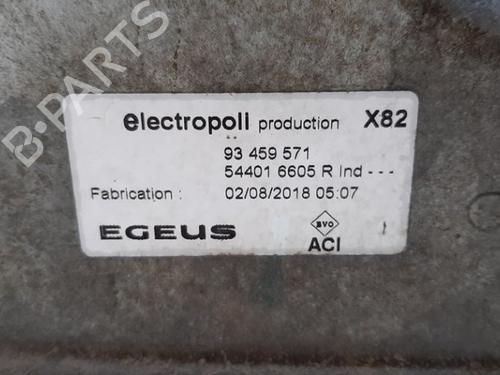 electropoli production X82
93 459 571
54401 6605 R Ind - - -
Fabrication : 02/08/2018 05:07
EGEUS BVO
ACI
B-PARTS